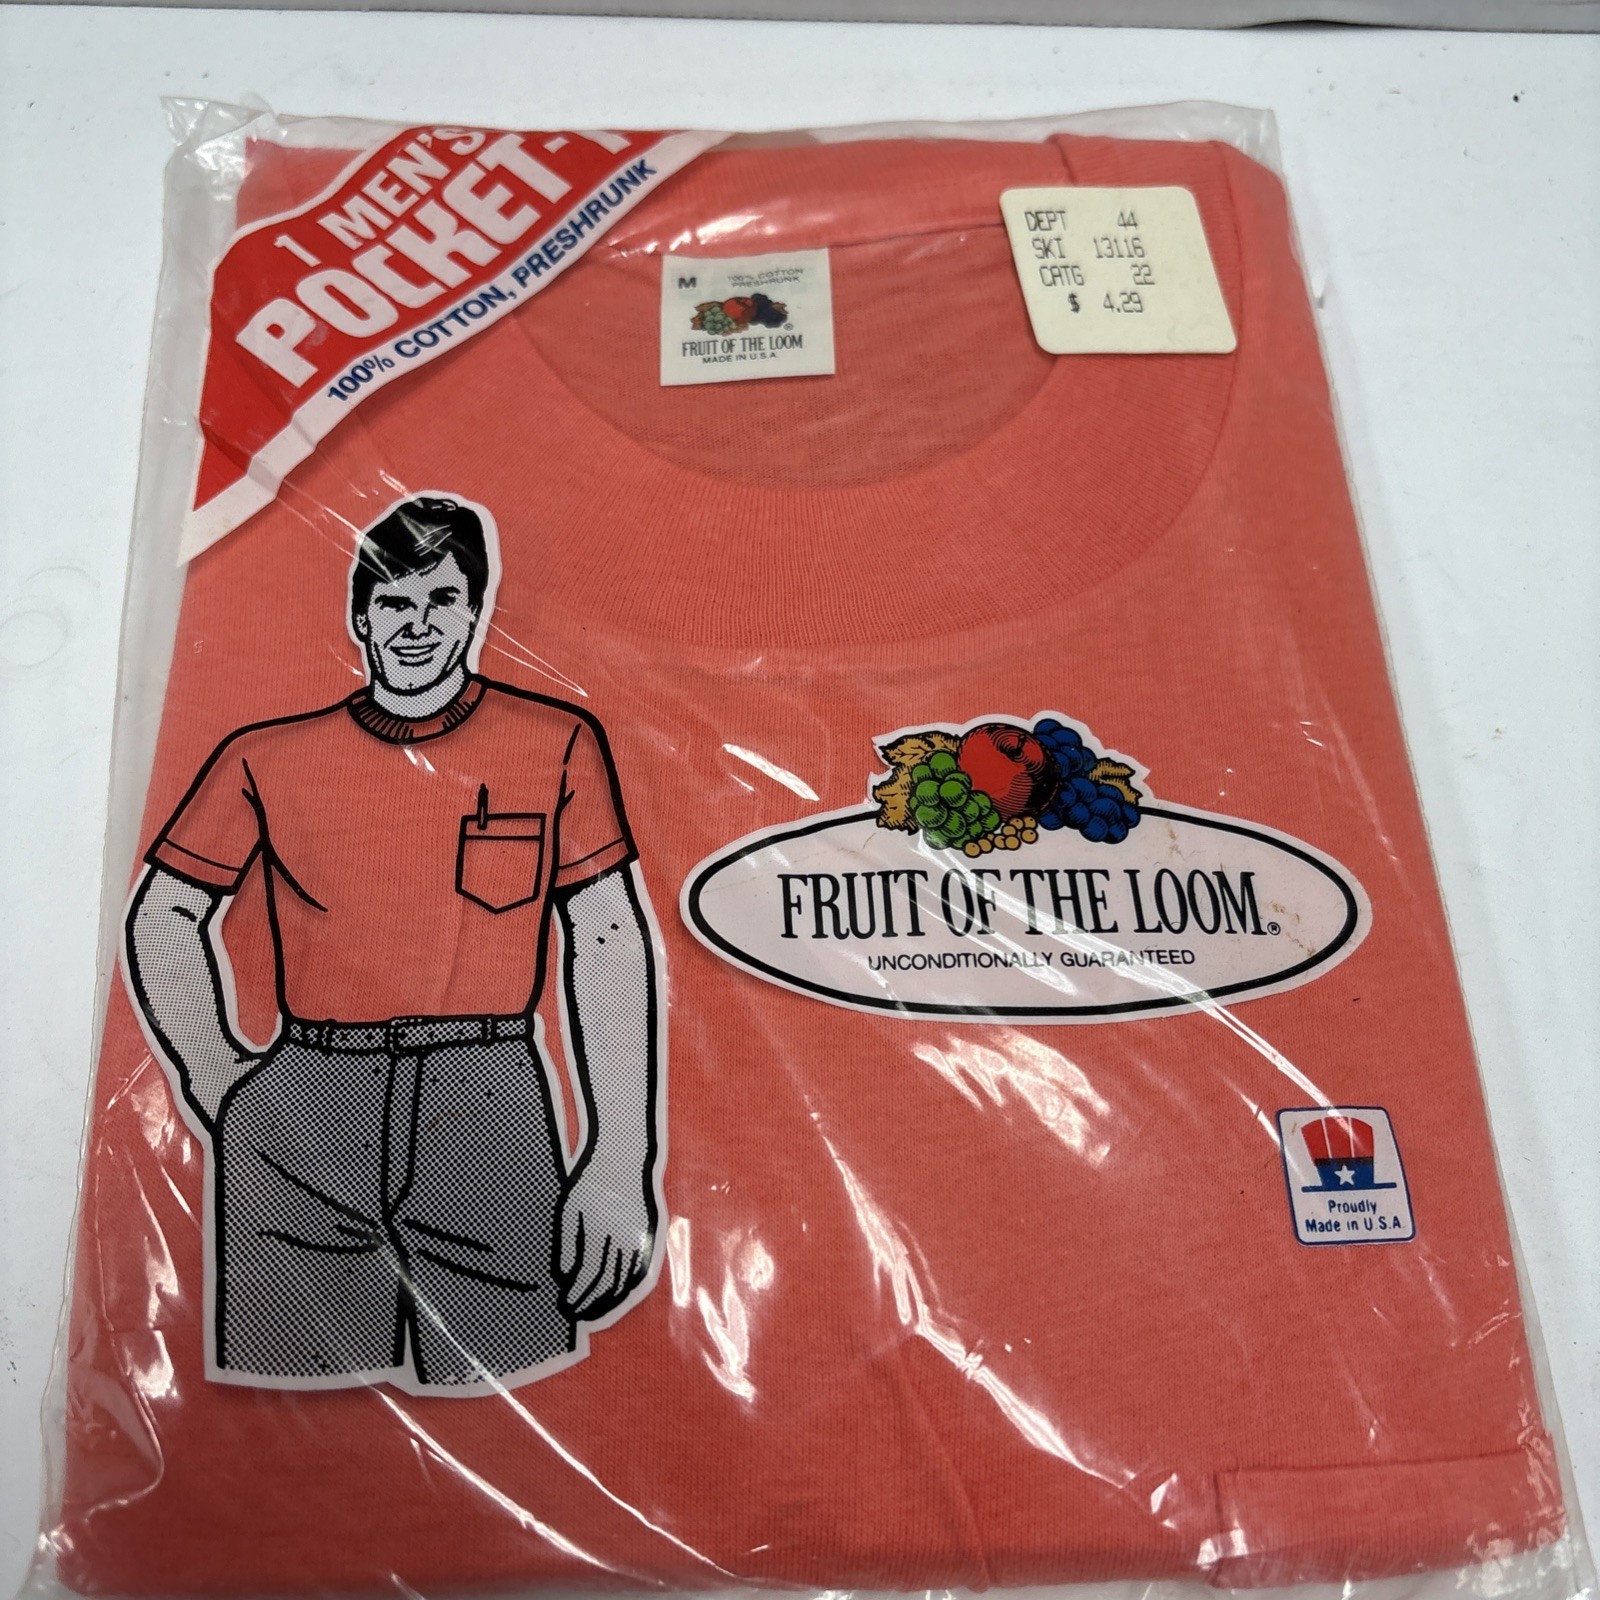 1 MEN'S
POCKET-T
100% COTTON, PRESHRUNK
M
100% COTTON
PRESHRUNK
®
FRUIT OF THE LOOM
MADE IN U.S.A.
DEPT 44
SKI 13116
CATG 22
$ 4.29
FRUIT OF THE LOOM®
UNCONDITIONALLY GUARANTEED
Proudly
Made in U.S.A.